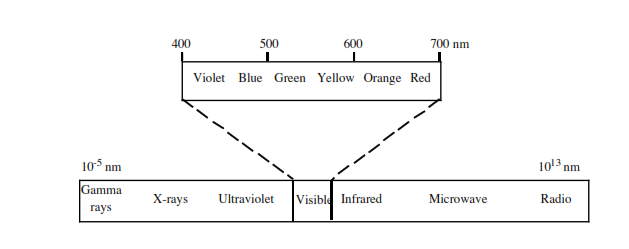 400 500 600 700 nm
Violet Blue Green Yellow Orange Red
10⁻⁵ nm 10¹³ nm
Gamma
rays X-rays Ultraviolet Visible Infrared Microwave Radio